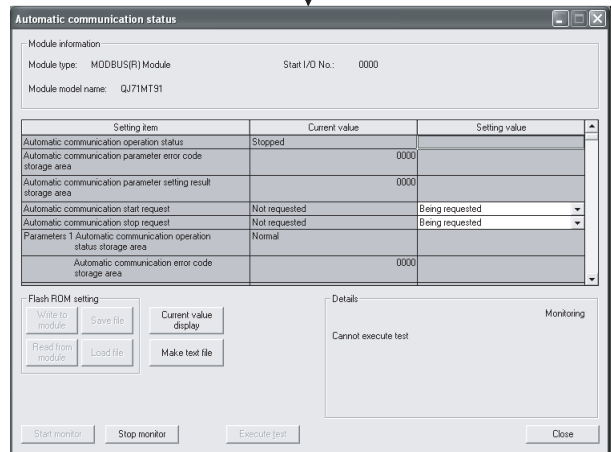 Automatic communication status
Module information
Module type: MODBUS(R) Module Start I/O No.: 0000
Module model name: QJ71MT91
Setting item Current value Setting value
Automatic communication operation status Stopped
Automatic communication parameter error code
storage area 0000
Automatic communication parameter setting result
storage area 0000
Automatic communication start request Not requested Being requested
Automatic communication stop request Not requested Being requested
Parameters 1 Automatic communication operation
status storage area Normal
Automatic communication error code
storage area 0000
Flash ROM setting
Write to
module
Save file
Current value
display
Read from
module
Load file
Make text file
Details
Monitoring
Cannot execute test
Start monitor Stop monitor Execute test Close